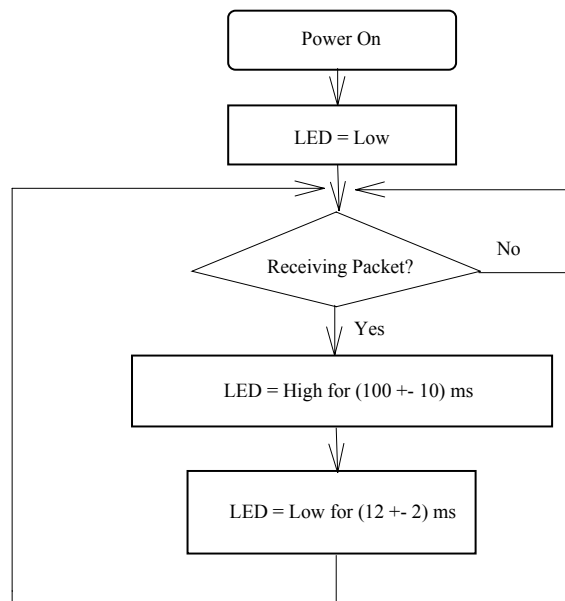 Power On
LED = Low
Receiving Packet?
No
Yes
LED = High for (100 +- 10) ms
LED = Low for (12 +- 2) ms